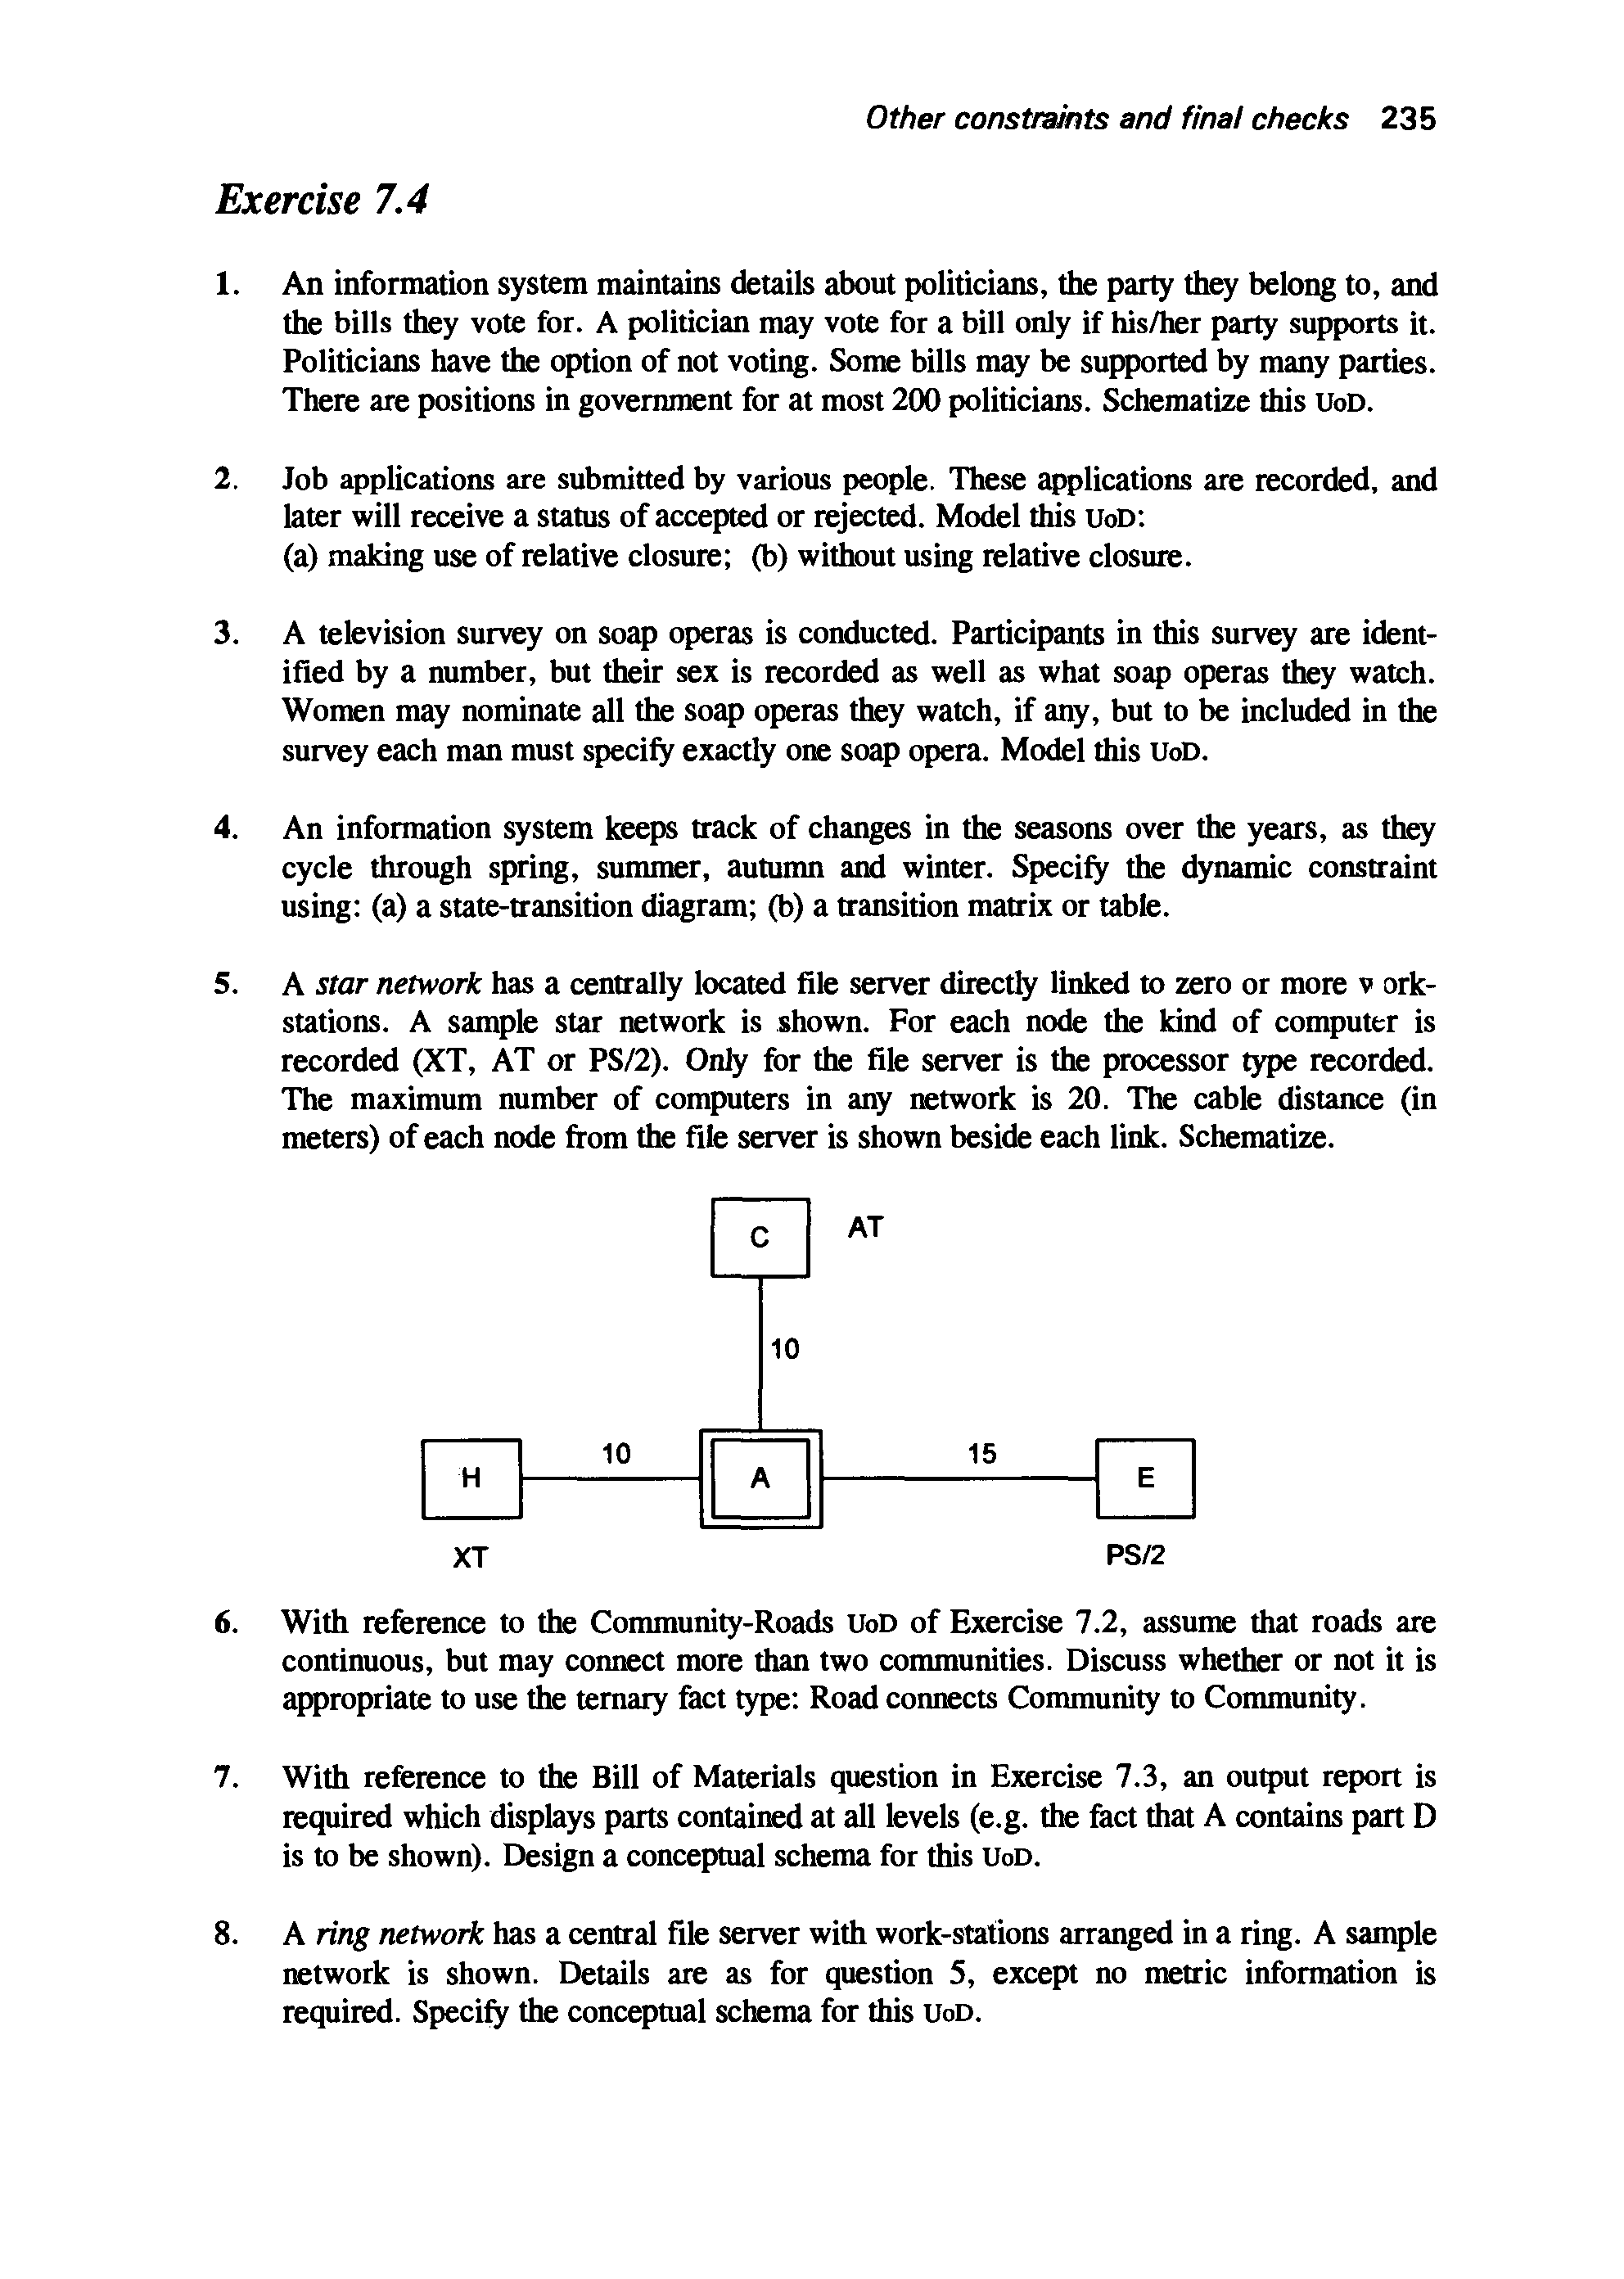 Other constraints and final checks 235
Exercise 7.4
1. An information system maintains details about politicians, the party they belong to, and
the bills they vote for. A politician may vote for a bill only if his/her party supports it.
Politicians have the option of not voting. Some bills may be supported by many parties.
There are positions in government for at most 200 politicians. Schematize this UoD.
2. Job applications are submitted by various people. These applications are recorded, and
later will receive a status of accepted or rejected. Model this UoD:
(a) making use of relative closure; (b) without using relative closure.
3. A television survey on soap operas is conducted. Participants in this survey are ident-
ified by a number, but their sex is recorded as well as what soap operas they watch.
Women may nominate all the soap operas they watch, if any, but to be included in the
survey each man must specify exactly one soap opera. Model this UoD.
4. An information system keeps track of changes in the seasons over the years, as they
cycle through spring, summer, autumn and winter. Specify the dynamic constraint
using: (a) a state-transition diagram; (b) a transition matrix or table.
5. A star network has a centrally located file server directly linked to zero or more v ork-
stations. A sample star network is shown. For each node the kind of computer is
recorded (XT, AT or PS/2). Only for the file server is the processor type recorded.
The maximum number of computers in any network is 20. The cable distance (in
meters) of each node from the file server is shown beside each link. Schematize.
C AT
10
H 10 A 15 E
XT PS/2
6. With reference to the Community-Roads UoD of Exercise 7.2, assume that roads are
continuous, but may connect more than two communities. Discuss whether or not it is
appropriate to use the ternary fact type: Road connects Community to Community.
7. With reference to the Bill of Materials question in Exercise 7.3, an output report is
required which displays parts contained at all levels (e.g. the fact that A contains part D
is to be shown). Design a conceptual schema for this UoD.
8. A ring network has a central file server with work-stations arranged in a ring. A sample
network is shown. Details are as for question 5, except no metric information is
required. Specify the conceptual schema for this UoD.